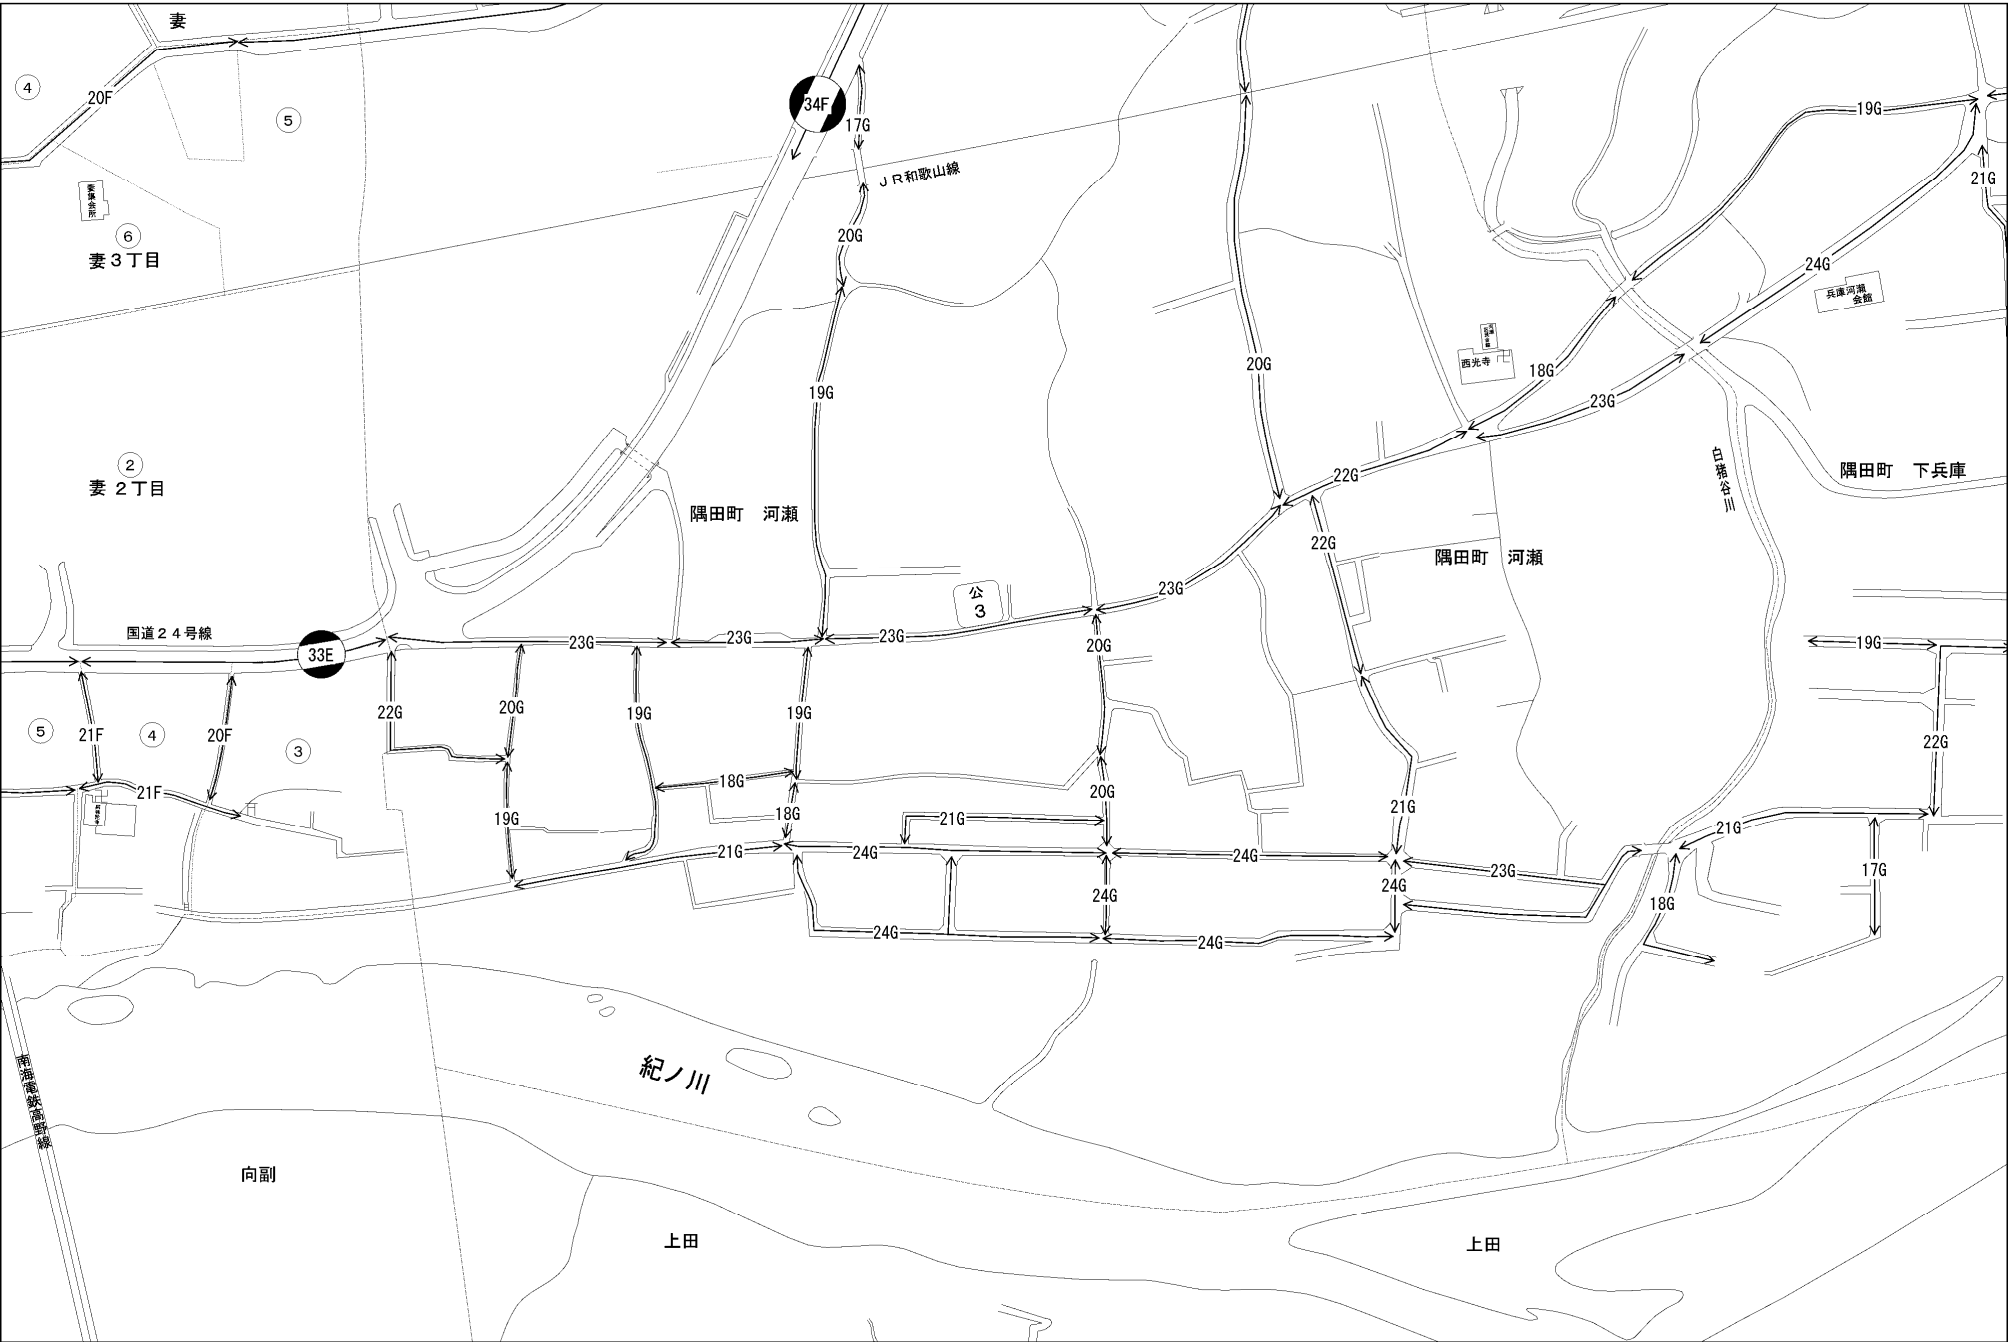 妻
④
20F
⑤
34F
17G
19G
ＪＲ和歌山線
21G
妻集会所
⑥
20G
妻３丁目
24G
兵庫河瀬
会館
20G
西光寺
18G
19G
23G
②
妻 ２丁目
22G
白猪谷川
隅田町　下兵庫
隅田町　河瀬
22G
隅田町　河瀬
公
3
23G
国道２４号線
33E
23G
23G
23G
20G
19G
⑤
21F
④
20F
③
22G
20G
19G
19G
22G
18G
20G
21F
19G
18G
21G
21G
21G
21G
24G
24G
23G
17G
24G
24G
18G
24G
24G
南海電鉄高野線
紀ノ川
向副
上田
上田